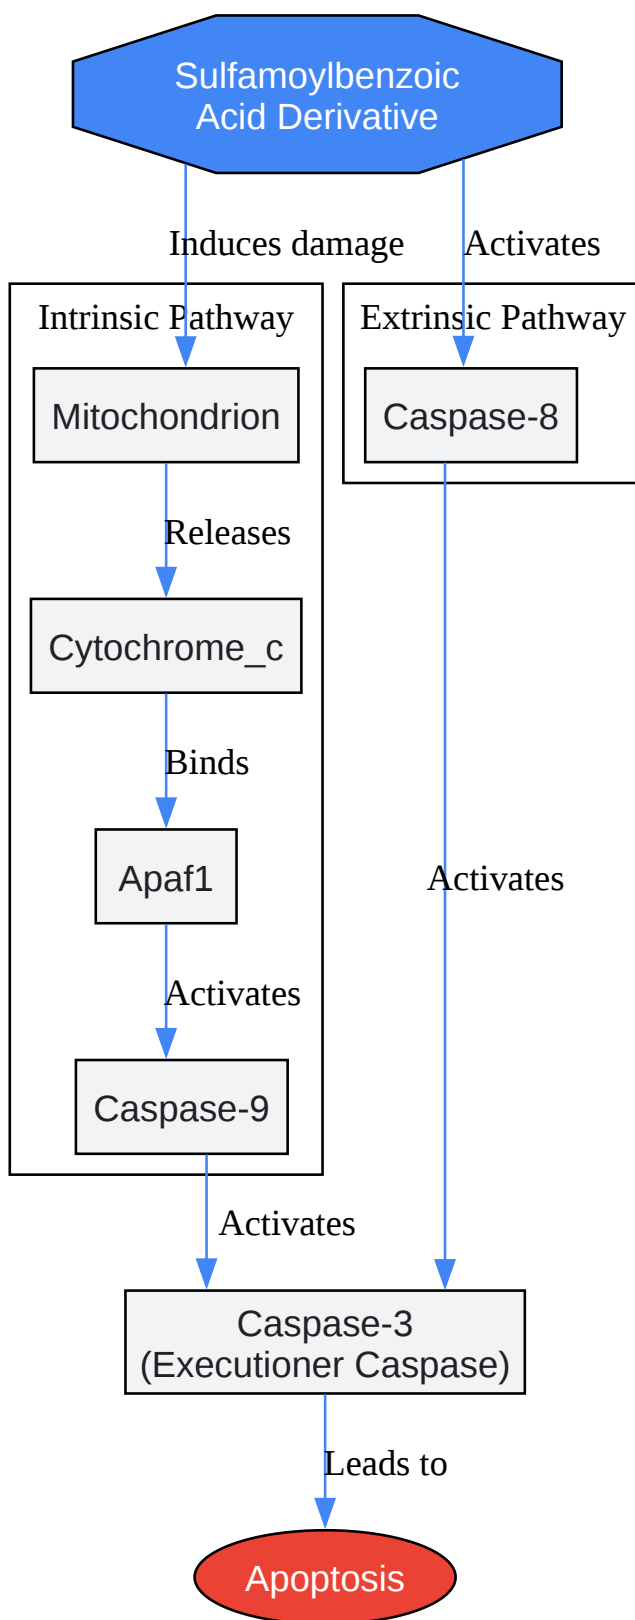 Sulfamoylbenzoic
Acid Derivative
Induces damage
Activates
Intrinsic Pathway
Extrinsic Pathway
Mitochondrion
Caspase-8
Releases
Cytochrome_c
Binds
Apaf1
Activates
Activates
Caspase-9
Activates
Caspase-3
(Executioner Caspase)
Leads to
Apoptosis